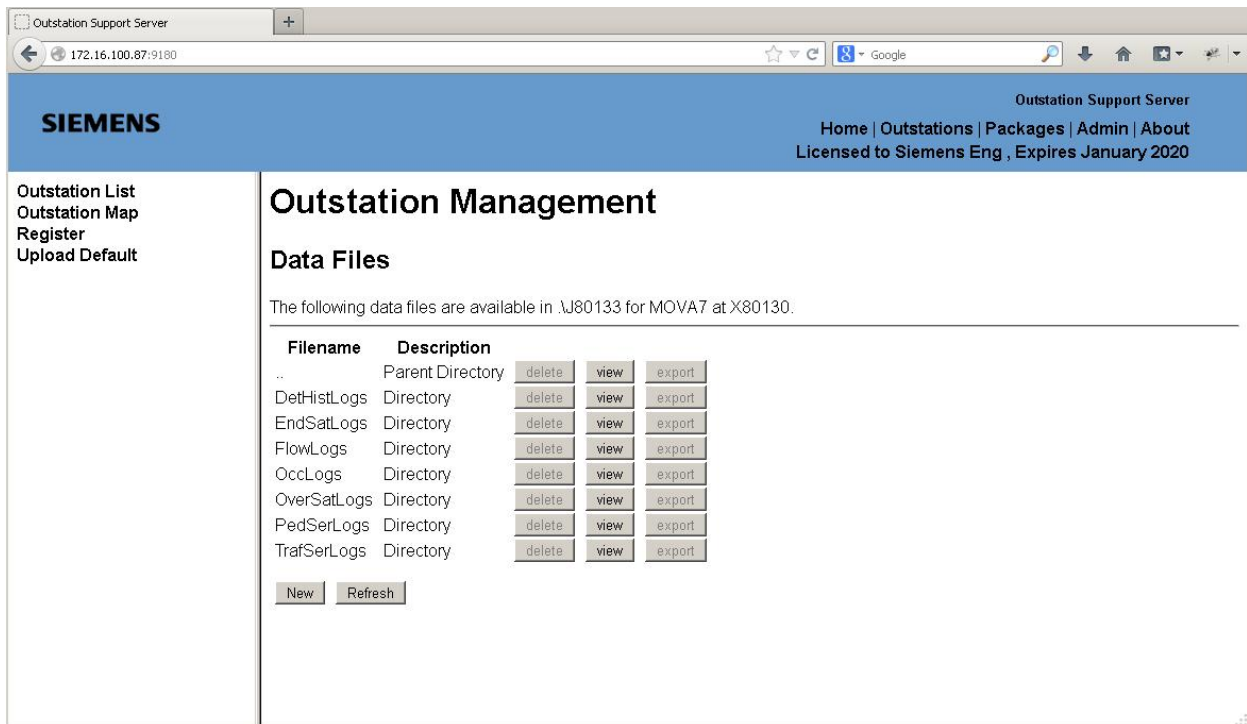 Outstation Support Server
+
172.16.100.87:9180
8 Google
Outstation Support Server
SIEMENS
Home | Outstations | Packages | Admin | About
Licensed to Siemens Eng , Expires January 2020
Outstation List
Outstation Map
Register
Upload Default
Outstation Management
Data Files
The following data files are available in .\J80133 for MOVA7 at X80130.
Filename Description
.. Parent Directory delete view export
DetHistLogs Directory delete view export
EndSatLogs Directory delete view export
FlowLogs Directory delete view export
OccLogs Directory delete view export
OverSatLogs Directory delete view export
PedSerLogs Directory delete view export
TrafSerLogs Directory delete view export
New Refresh